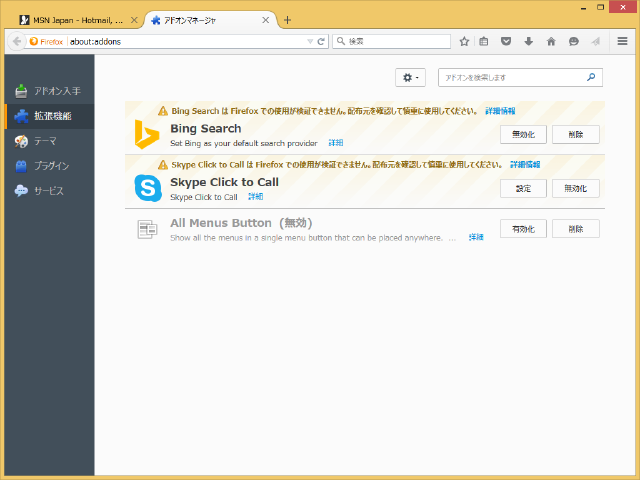 MSN Japan - Hotmail, ...
アドオンマネージャ
Firefox
about:addons
検索
アドオン入手
拡張機能
テーマ
プラグイン
サービス
アドオンを検索します
Bing Search は Firefox での使用が検証できません。配布元を確認して慎重に使用してください。 詳細情報
Bing Search
Set Bing as your default search provider 詳細
無効化
削除
Skype Click to Call は Firefox での使用が検証できません。配布元を確認して慎重に使用してください。 詳細情報
Skype Click to Call
Skype Click to Call 詳細
設定
無効化
All Menus Button (無効)
Show all the menus in a single menu button that can be placed anywhere. ... 詳細
有効化
削除